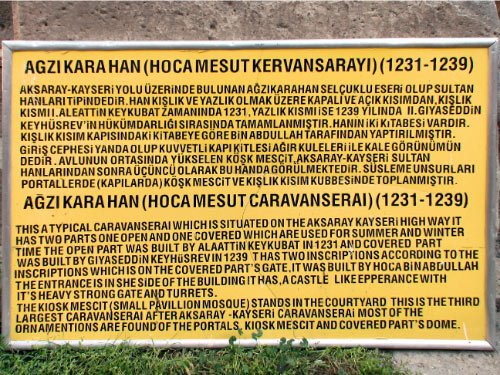 AĞZI KARA HAN (HOCA MESUT KERVANSARAYI) (1231-1239)
AKSARAY-KAYSERİ YOLU ÜZERİNDE BULUNAN AĞZIKARAHAN SELÇUKLU ESERİ OLUP SULTAN
HANLARI TİPİNDEDİR. HAN KIŞLIK VE YAZLIK OLMAK ÜZERE KAPALI VE AÇIK KISIMDAN, KIŞLIK
KISMI I. ALEATTİN KEYKUBAT ZAMANINDA 1231, YAZLIK KISMI İSE 1239 YILINDA II. GIYASEDDİN
KEYHÜSREV İN HÜKÜMDARLIĞI SIRASINDA TAMAMLANMIŞTIR. HANIN İKİ KİTABESİ VARDIR.
KIŞLIK KISIM KAPISINDAKİ KİTABEYE GÖRE BİN ABDULLAH TARAFINDAN YAPTIRILMIŞTIR.
GİRİŞ CEPHESİ YANDA OLUP KUVVETLİ KAPI KİTLESİ AĞIR KULELERİ İLE KALE GÖRÜNÜMÜN
DEDİR. AVLUNUN ORTASINDA YÜKSELEN KÖŞK MESCİT, AKSARAY-KAYSERİ SULTAN
HANLARINDAN SONRA ÜÇÜNCÜ OLARAK BU HANDA GÖRÜLMEKTEDİR. SÜSLEME UNSURLARI
PORTALLERDE (KAPILARDA) KÖŞK MESCİT VE KIŞLIK KISIM KUBBESİNDE TOPLANMIŞTIR.
AĞZI KARA HAN (HOCA MESUT CARAVANSERAI) (1231-1239)
THIS A TYPICAL CARAVANSERAI WHICH IS SITUATED ON THE AKSARAY KAYSERİ HIGH WAY IT
HAS TWO PARTS ONE OPEN AND ONE COVERED WHICH ARE USED FOR SUMMER AND WINTER
TIME THE OPEN PART WAS BUILT BY ALAATTİN KEYKUBAT IN 1231 AND COVERED PART
WAS BUILT BY GIYASEDDİN KEYHÜSREV IN 1239 T HAS TWO INSCRIPTIONS ACCORDING TO THE
INSCRIPTIONS WHICH IS ON THE COVERED PART'S GATE, IT WAS BUILT BY HOCA BİN ABDULLAH
THE ENTRANCE IS IN SHE SIDE OF THE BUILDING IT HAS, A CASTLE LIKE EPPERANCE WITH
IT'S HEAVY STRONG GATE AND TURRETS.
THE KIOSK MESCIT (SMALL PAVILLION MOSQUE) STANDS IN THE COURTYARD THIS IS THE THIRD
LARGEST CARAVANSERAI AFTER AKSARAY - KAYSERİ CARAVANSERAI MOST OF THE
ORNAMENTIONS ARE FOUND OF THE PORTALS, KIOSK MESCIT AND COVERED PART'S DOME.